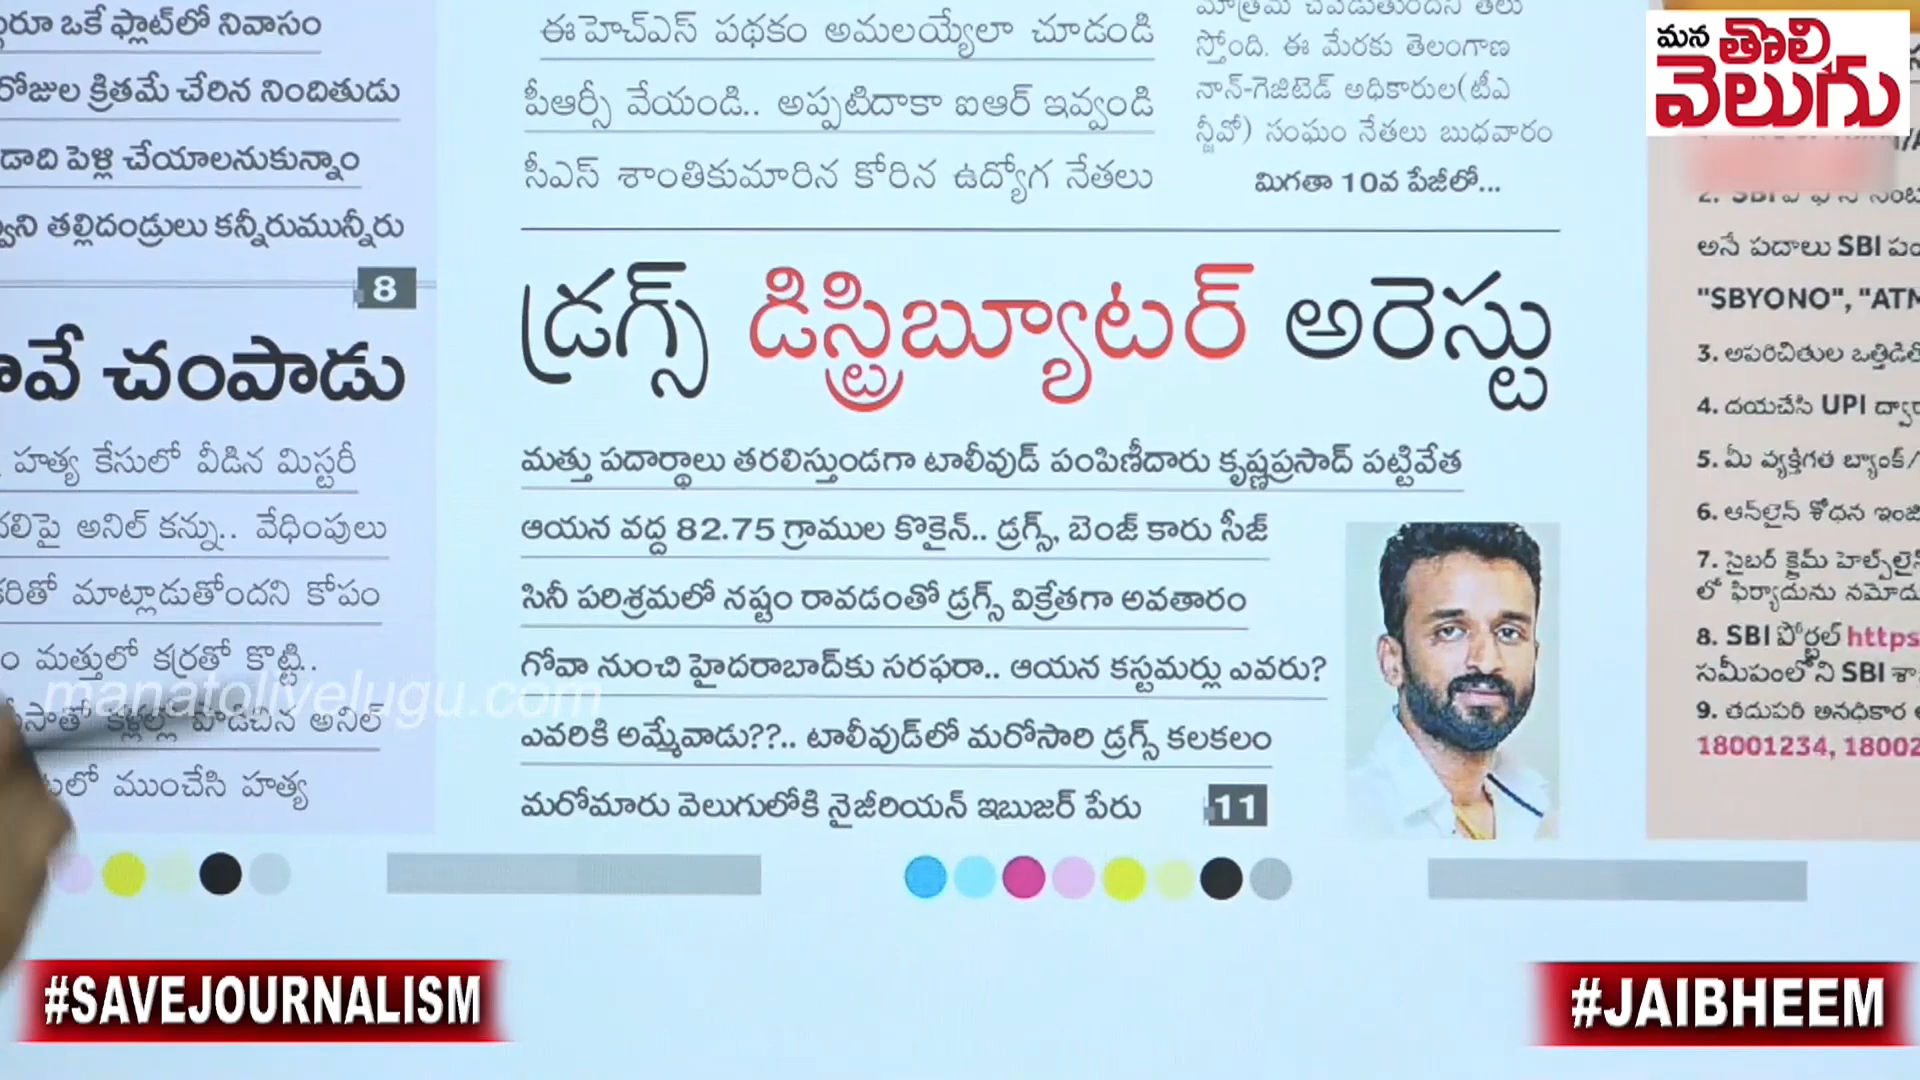 ఒకే ఫ్లాట్‌లో నివాసం
రోజుల క్రితమే చేరిన నిందితుడు
పెళ్లి చేయాలనుకున్నాం
తల్లిదండ్రులు కన్నీరుమున్నీరు
8
చంపాడు
హత్య కేసులో వీడిన మిస్టరీ
అనిల్ కన్ను.. వేధింపులు
మాట్లాడుతోందని కోపం
మత్తులో కర్రతో కొట్టి..
అనిల్
ముంచేసి హత్య
ఈహెచ్ఎస్ పథకం అమలయ్యేలా చూడండి
పీఆర్సీ వేయండి.. అప్పటిదాకా ఐఆర్ ఇవ్వండి
సీఎస్ శాంతికుమారిన కోరిన ఉద్యోగ నేతలు
స్తోంది. ఈ మేరకు తెలంగాణ
నాన్-గెజిటెడ్ అధికారుల(టీఎ
న్జీవో) సంఘం నేతలు బుధవారం
మిగతా 10వ పేజీలో...
డ్రగ్స్ డిస్ట్రిబ్యూటర్ అరెస్టు
మత్తు పదార్థాలు తరలిస్తుండగా టాలీవుడ్ పంపిణీదారు కృష్ణప్రసాద్ పట్టివేత
ఆయన వద్ద 82.75 గ్రాముల కొకైన్.. డ్రగ్స్, బెంజ్ కారు సీజ్
సినీ పరిశ్రమలో నష్టం రావడంతో డ్రగ్స్ విక్రేతగా అవతారం
గోవా నుంచి హైదరాబాద్‌కు సరఫరా.. ఆయన కస్టమర్లు ఎవరు?
ఎవరికి అమ్మేవాడు??.. టాలీవుడ్‌లో మరోసారి డ్రగ్స్ కలకలం
మరోమారు వెలుగులోకి నైజీరియన్ ఇబుజర్ పేరు
11
మన తొలి వెలుగు
అనే పదాలు SBI
"SBYONO",
3. అపరిచితుల
4. దయచేసి UPI
5. మీ వ్యక్తిగత బ్యాంక్/
6. ఆన్‌లైన్ శోధన
7. సైబర్ క్రైమ్
లో ఫిర్యాదును
8. SBI పోర్టల్ https
సమీపంలోని SBI
9. తదుపరి అనధికార
18001234,
manatolivelugu.com
#SAVEJOURNALISM
#JAIBHEEM